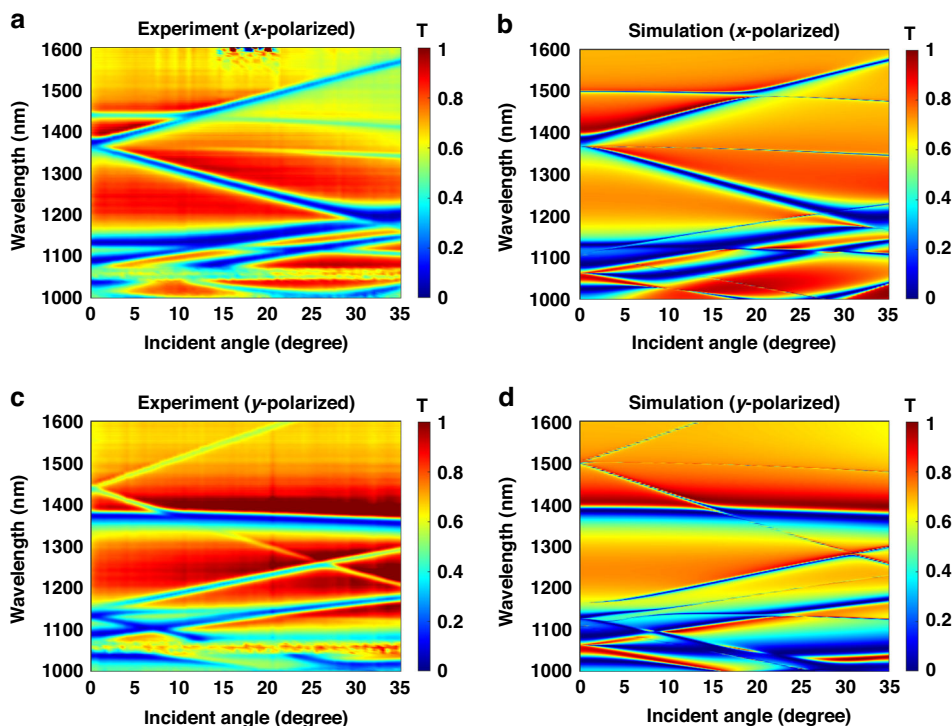 a
Experiment (x-polarized)
T
1600
1500
1400
1300
1200
1100
1000
Wavelength (nm)
0 5 10 15 20 25 30 35
Incident angle (degree)
1
0.8
0.6
0.4
0.2
0
b
Simulation (x-polarized)
T
1600
1500
1400
1300
1200
1100
1000
Wavelength (nm)
0 5 10 15 20 25 30 35
Incident angle (degree)
1
0.8
0.6
0.4
0.2
0
c
Experiment (y-polarized)
T
1600
1500
1400
1300
1200
1100
1000
Wavelength (nm)
0 5 10 15 20 25 30 35
Incident angle (degree)
1
0.8
0.6
0.4
0.2
0
d
Simulation (y-polarized)
T
1600
1500
1400
1300
1200
1100
1000
Wavelength (nm)
0 5 10 15 20 25 30 35
Incident angle (degree)
1
0.8
0.6
0.4
0.2
0